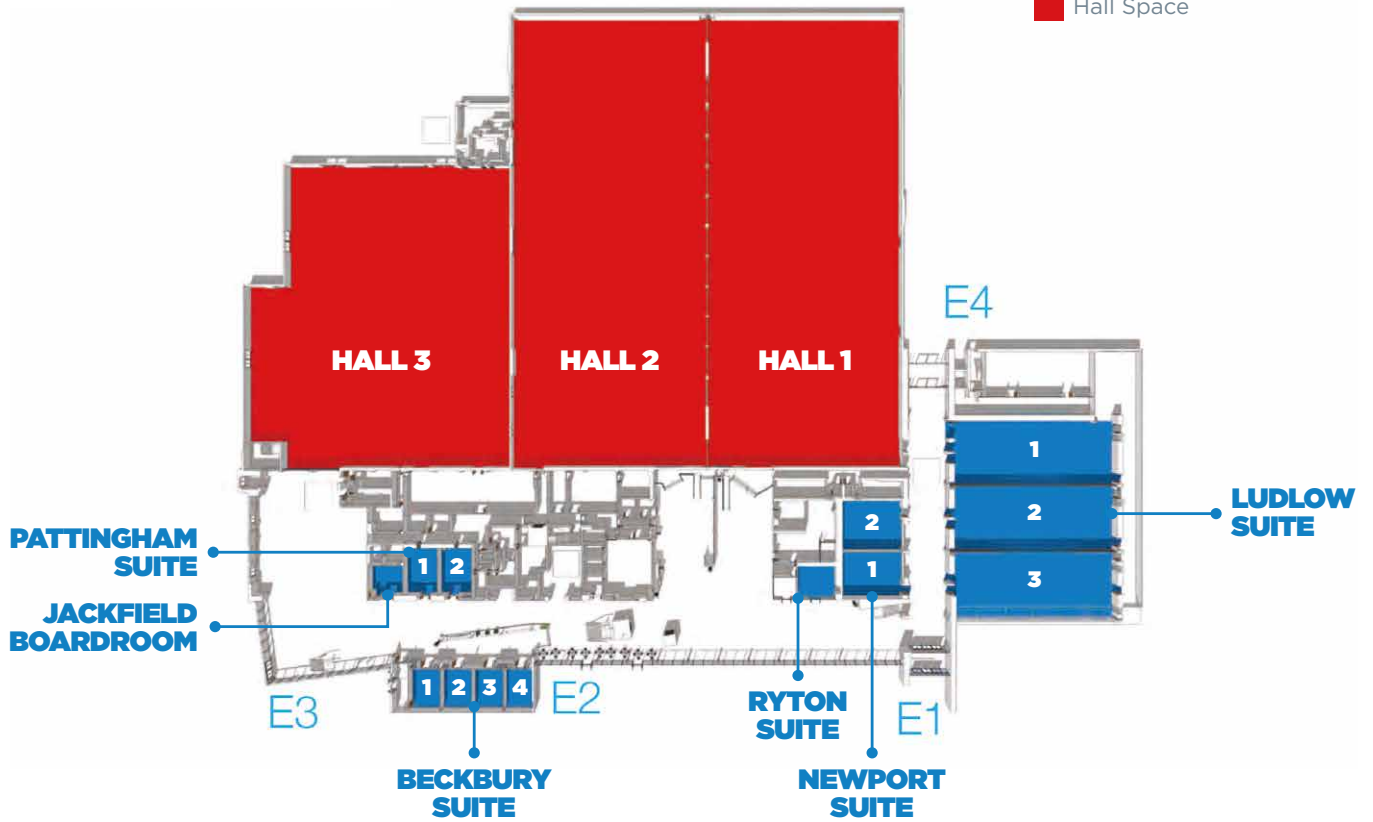 Hall Space
E4
HALL 3
HALL 2
HALL 1
1
2
3
LUDLOW
SUITE
2
1
PATTINGHAM
SUITE
1
2
JACKFIELD
BOARDROOM
1
2
3
4
E3
E2
E1
RYTON
SUITE
BECKBURY
SUITE
NEWPORT
SUITE